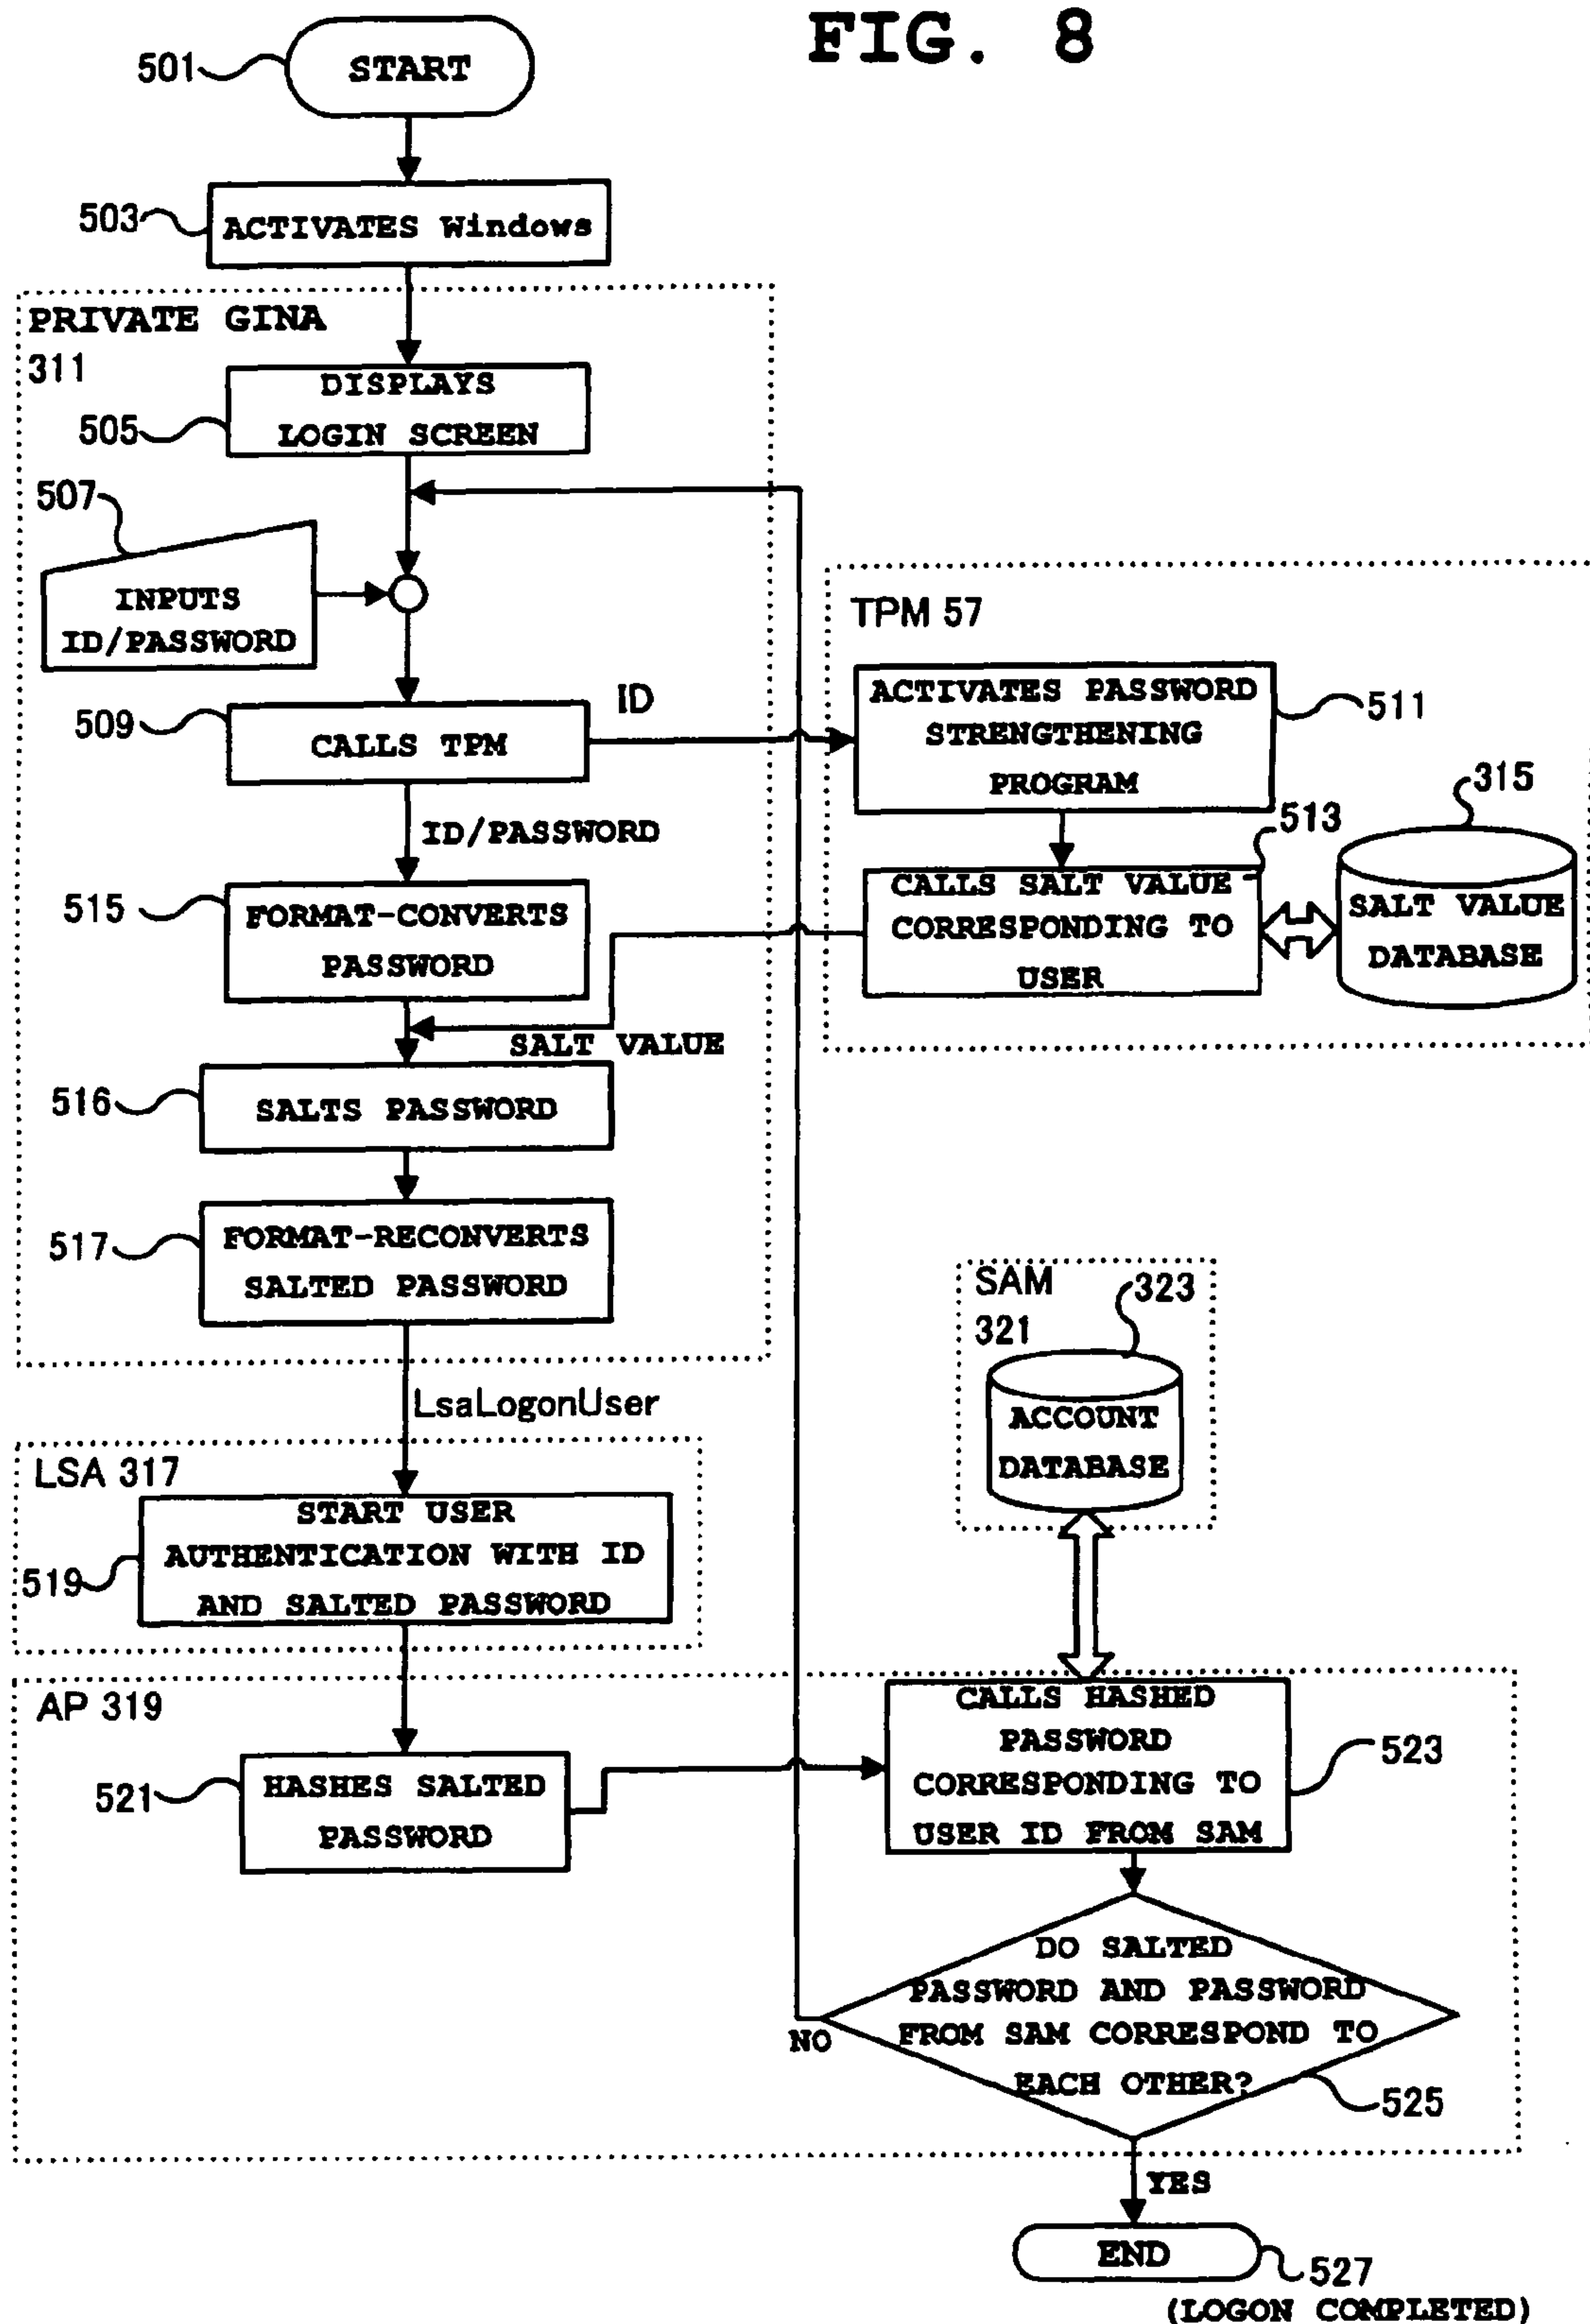 FIG. 8
501
START
503
ACTIVATES Windows
PRIVATE GINA
311
DISPLAYS
LOGIN SCREEN
505
507
INPUTS
ID/PASSWORD
TPM 57
509
CALLS TPM
ID
ACTIVATES PASSWORD
STRENGTHENING
PROGRAM
511
ID/PASSWORD
315
513
515
FORMAT-CONVERTS
PASSWORD
CALLS SALT VALUE
CORRESPONDING TO
USER
SALT VALUE
DATABASE
SALT VALUE
516
SALTS PASSWORD
517
FORMAT-RECONVERTS
SALTED PASSWORD
SAM
321
323
ACCOUNT
DATABASE
LsaLogonUser
LSA 317
START USER
AUTHENTICATION WITH ID
AND SALTED PASSWORD
519
AP 319
521
HASHES SALTED
PASSWORD
CALLS HASHED
PASSWORD
CORRESPONDING TO
USER ID FROM SAM
523
DO SALTED
PASSWORD AND PASSWORD
FROM SAM CORRESPOND TO
EACH OTHER?
NO
525
YES
END
527
(LOGON COMPLETED)